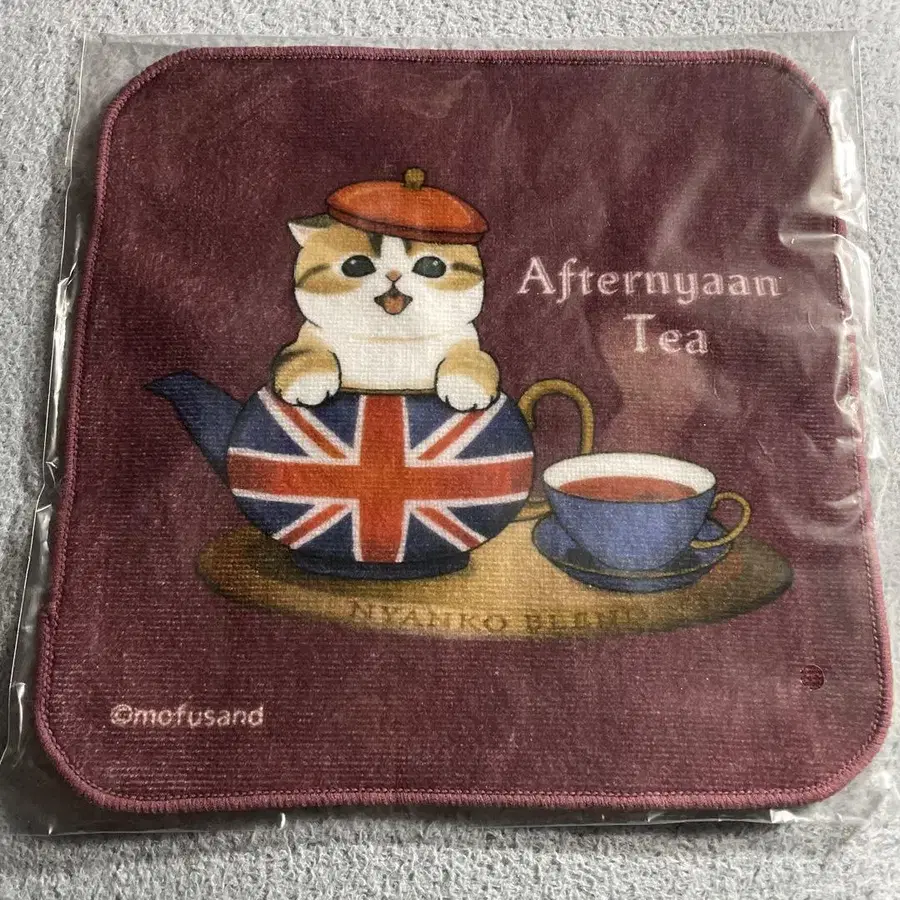 Afternyaan
Tea
NYANKO BLEND
©mofusand